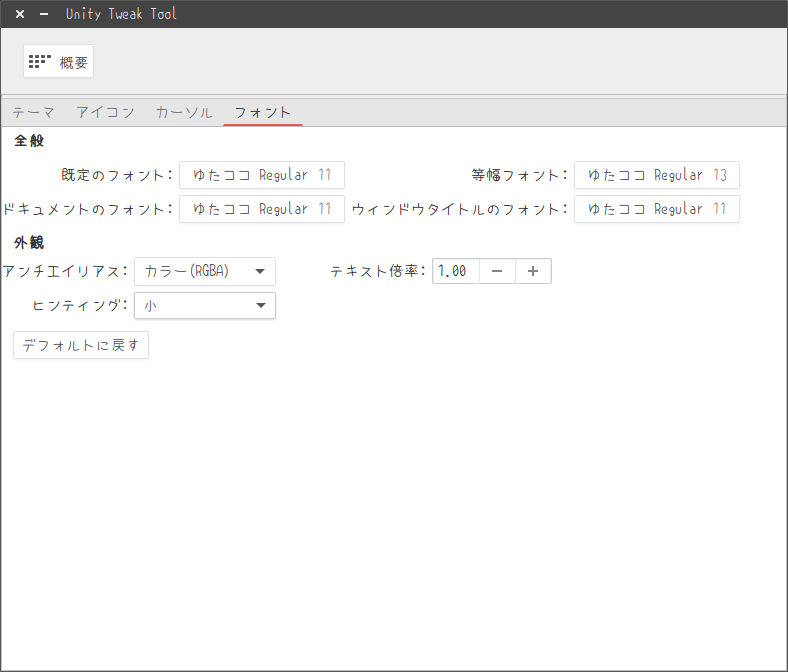 Unity Tweak Tool
概要
テーマ アイコン カーソル フォント
全般
既定のフォント: ゆたココ Regular 11 等幅フォント: ゆたココ Regular 13
ドキュメントのフォント: ゆたココ Regular 11 ウィンドウタイトルのフォント: ゆたココ Regular 11
外観
アンチエイリアス: カラー(RGBA) テキスト倍率: 1.00 − +
ヒンティング: 小
デフォルトに戻す